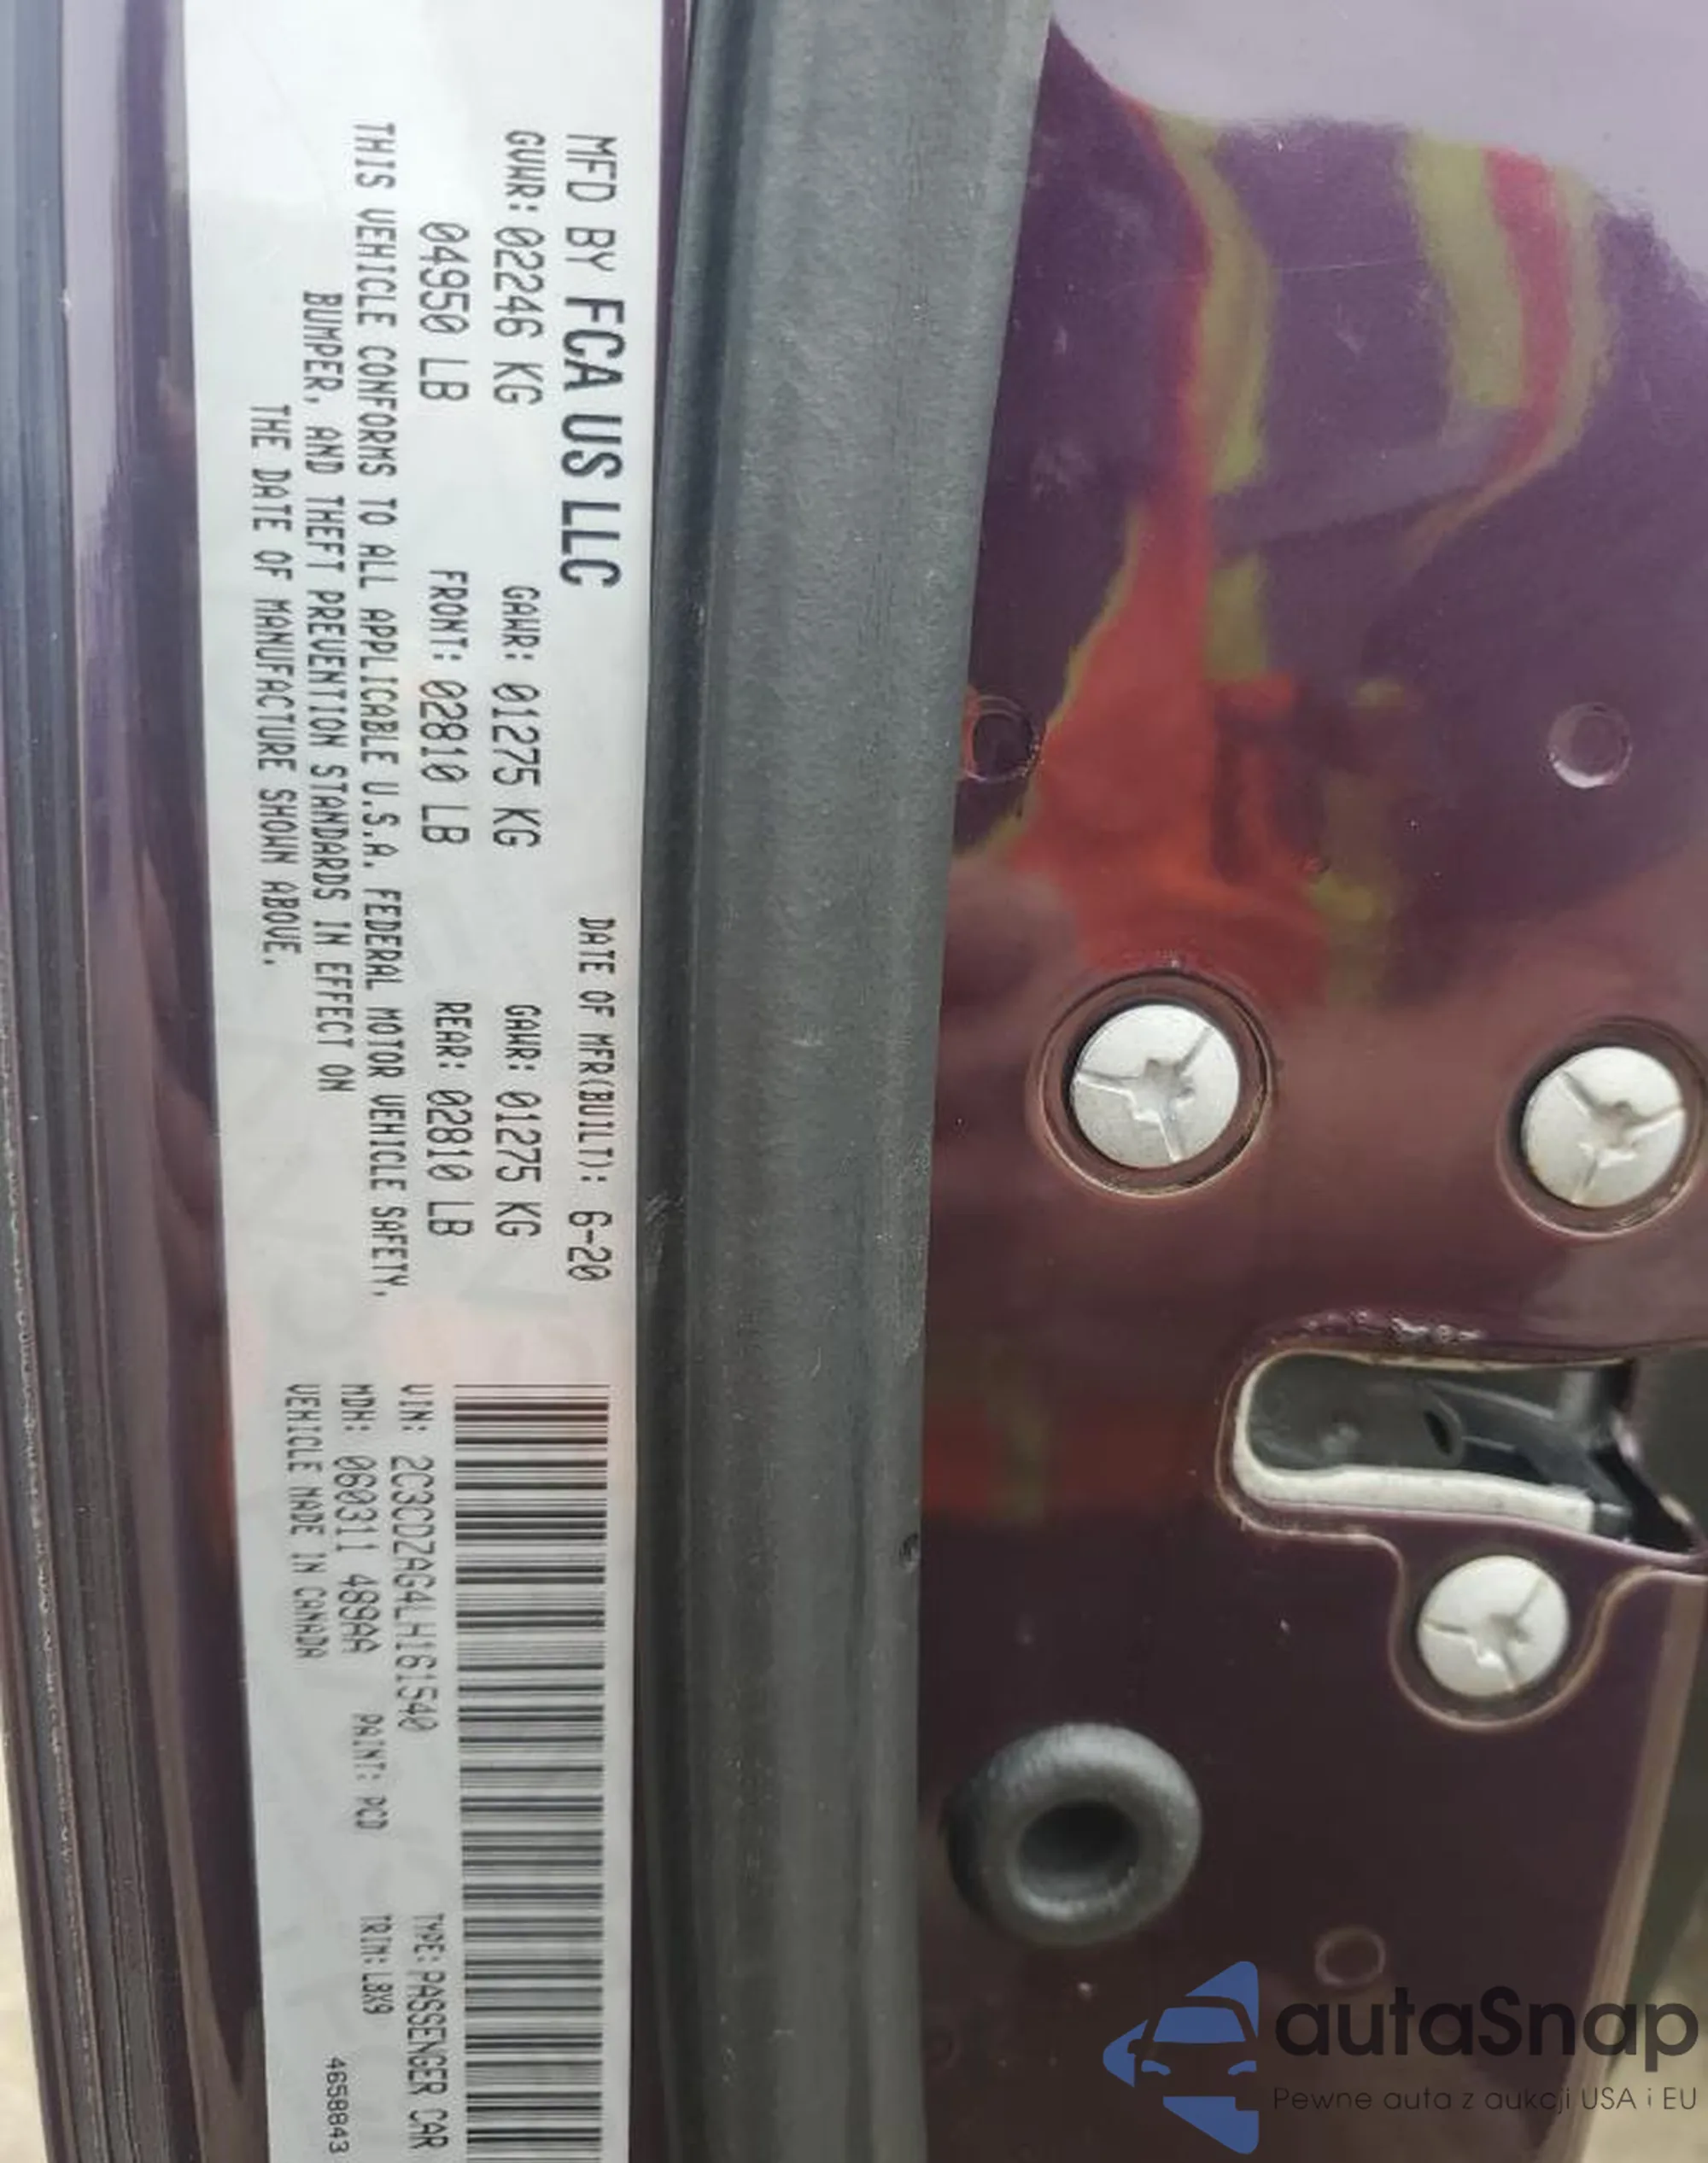 MFD BY FCA US LLC
DATE OF MFR(BUILT): 6-20
GVWR: 02246 KG
GAWR: 01275 KG
GAWR: 01275 KG
04950 LB
FRONT: 02810 LB
REAR: 02810 LB
THIS VEHICLE CONFORMS TO ALL APPLICABLE U.S.A. FEDERAL MOTOR VEHICLE SAFETY,
BUMPER, AND THEFT PREVENTION STANDARDS IN EFFECT ON
THE DATE OF MANUFACTURE SHOWN ABOVE.
VIN: 2C3CDZAG4LH161540
TYPE: PASSENGER CAR
MDH: 060311 489AA
PAINT: PCD
TRIM: L8X9
VEHICLE MADE IN CANADA
4658843
autaSnap
Pewne auta z aukcji USA i EU